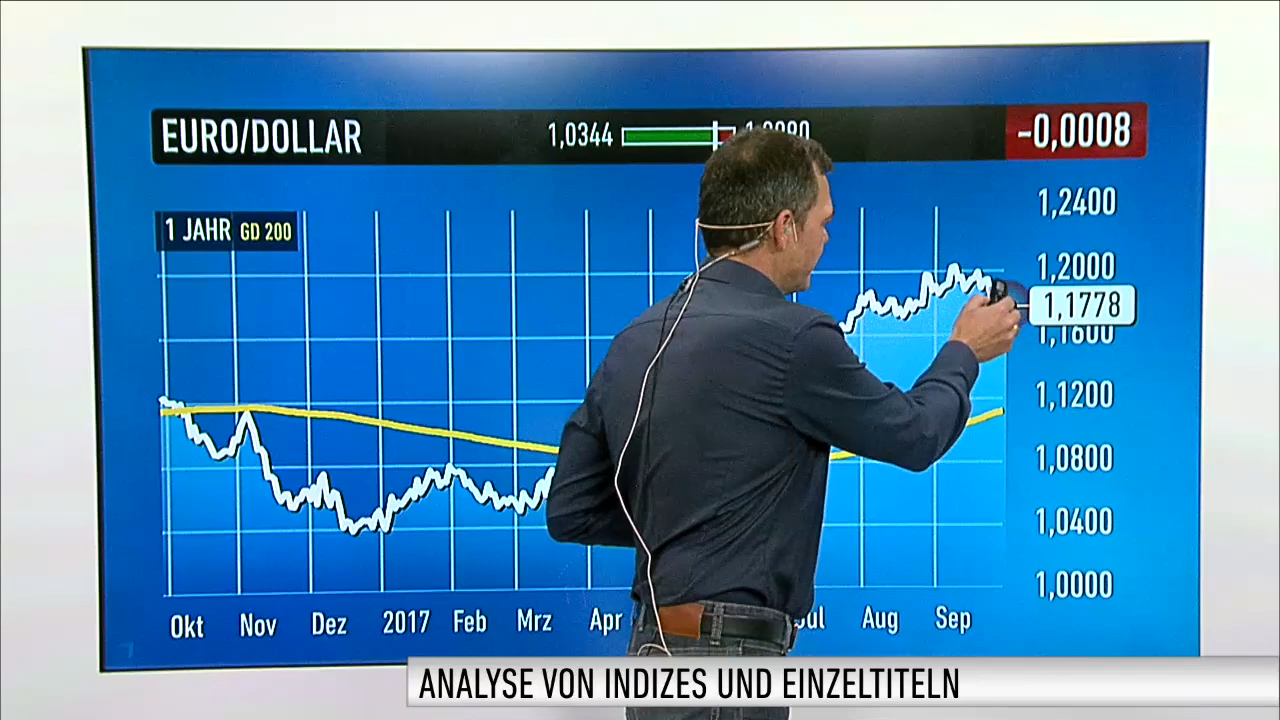 EURO/DOLLAR
1,0344
-0,0008
1 JAHR GD 200
1,2400
1,2000
1,1778
1,1600
1,1200
1,0800
1,0400
1,0000
Okt Nov Dez 2017 Feb Mrz Apr Aug Sep
ANALYSE VON INDIZES UND EINZELTITELN